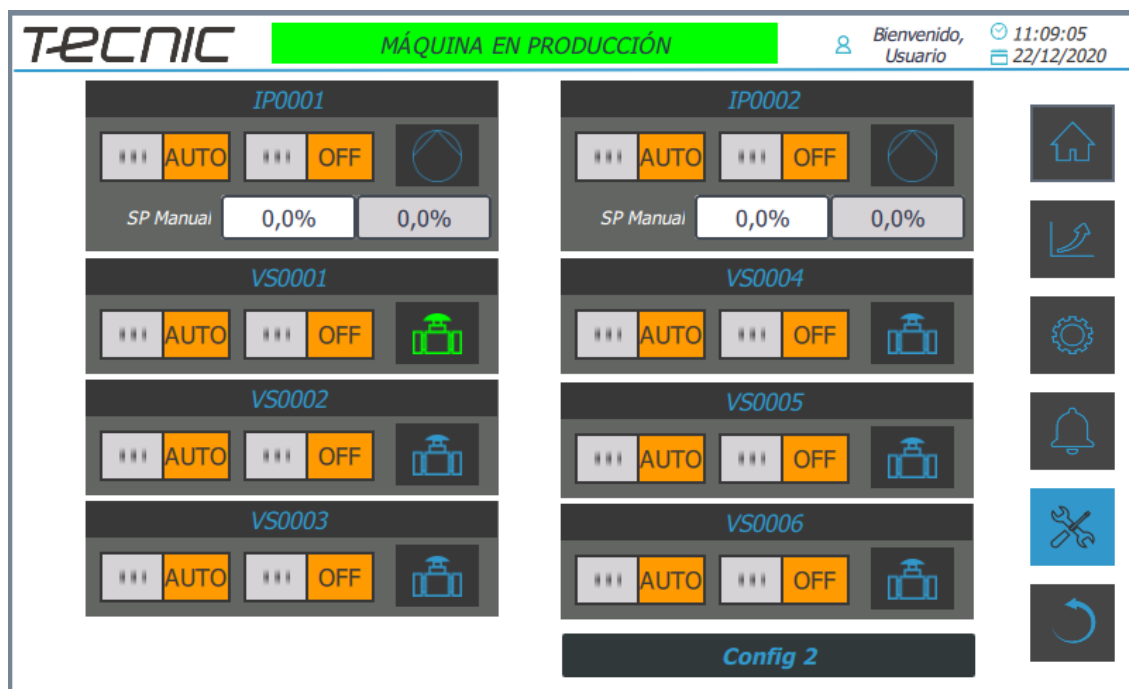 TECNIC
MÁQUINA EN PRODUCCIÓN
Bienvenido,
Usuario
11:09:05
22/12/2020
IP0001
AUTO OFF
SP Manual 0,0% 0,0%
IP0002
AUTO OFF
SP Manual 0,0% 0,0%
VS0001
AUTO OFF
VS0004
AUTO OFF
VS0002
AUTO OFF
VS0005
AUTO OFF
VS0003
AUTO OFF
VS0006
AUTO OFF
Config 2